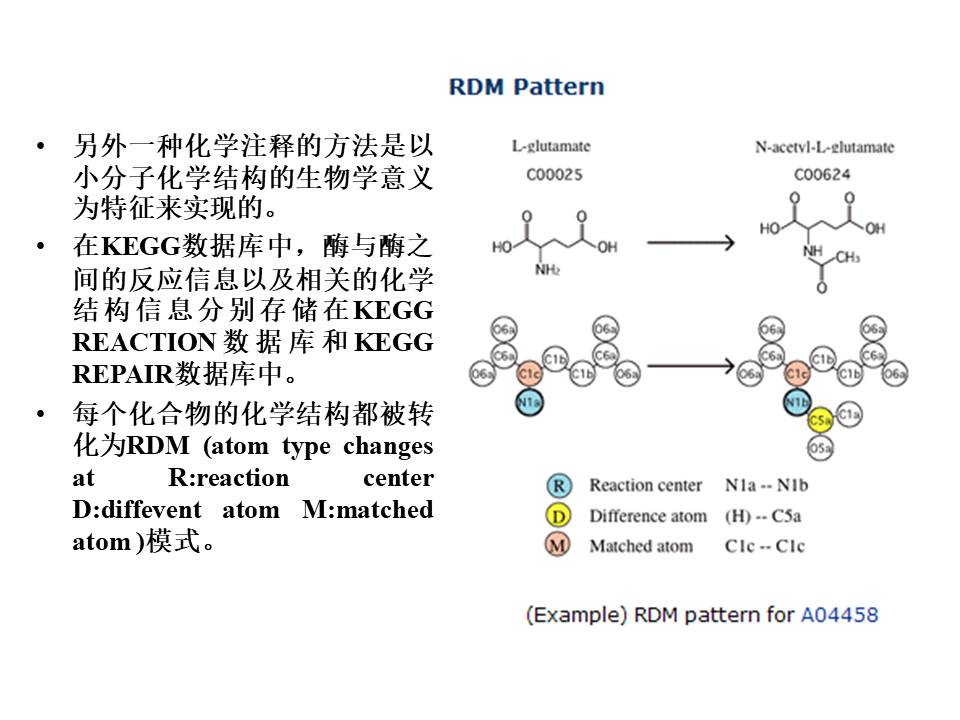 RDM Pattern
• 另外一种化学注释的方法是以
小分子化学结构的生物学意义
为特征来实现的。
• 在KEGG数据库中，酶与酶之
间的反应信息以及相关的化学
结构信息分别存储在KEGG
REACTION数据库和KEGG
REPAIR数据库中。
• 每个化合物的化学结构都被转
化为RDM (atom type changes
at R:reaction center
D:diffevent atom M:matched
atom )模式。
L-glutamate
C00025
N-acetyl-L-glutamate
C00624
O O
HO OH
NH₂
O O
HO OH
NH CH₃
O
O6a O6a
C6a C1b C6a
O6a C1c C1b O6a
N1a
O6a O6a
C6a C1b C6a
O6a C1c C1b O6a
N1b
C5a C1a
O5a
R Reaction center N1a -- N1b
D Difference atom (H) -- C5a
M Matched atom C1c -- C1c
(Example) RDM pattern for A04458